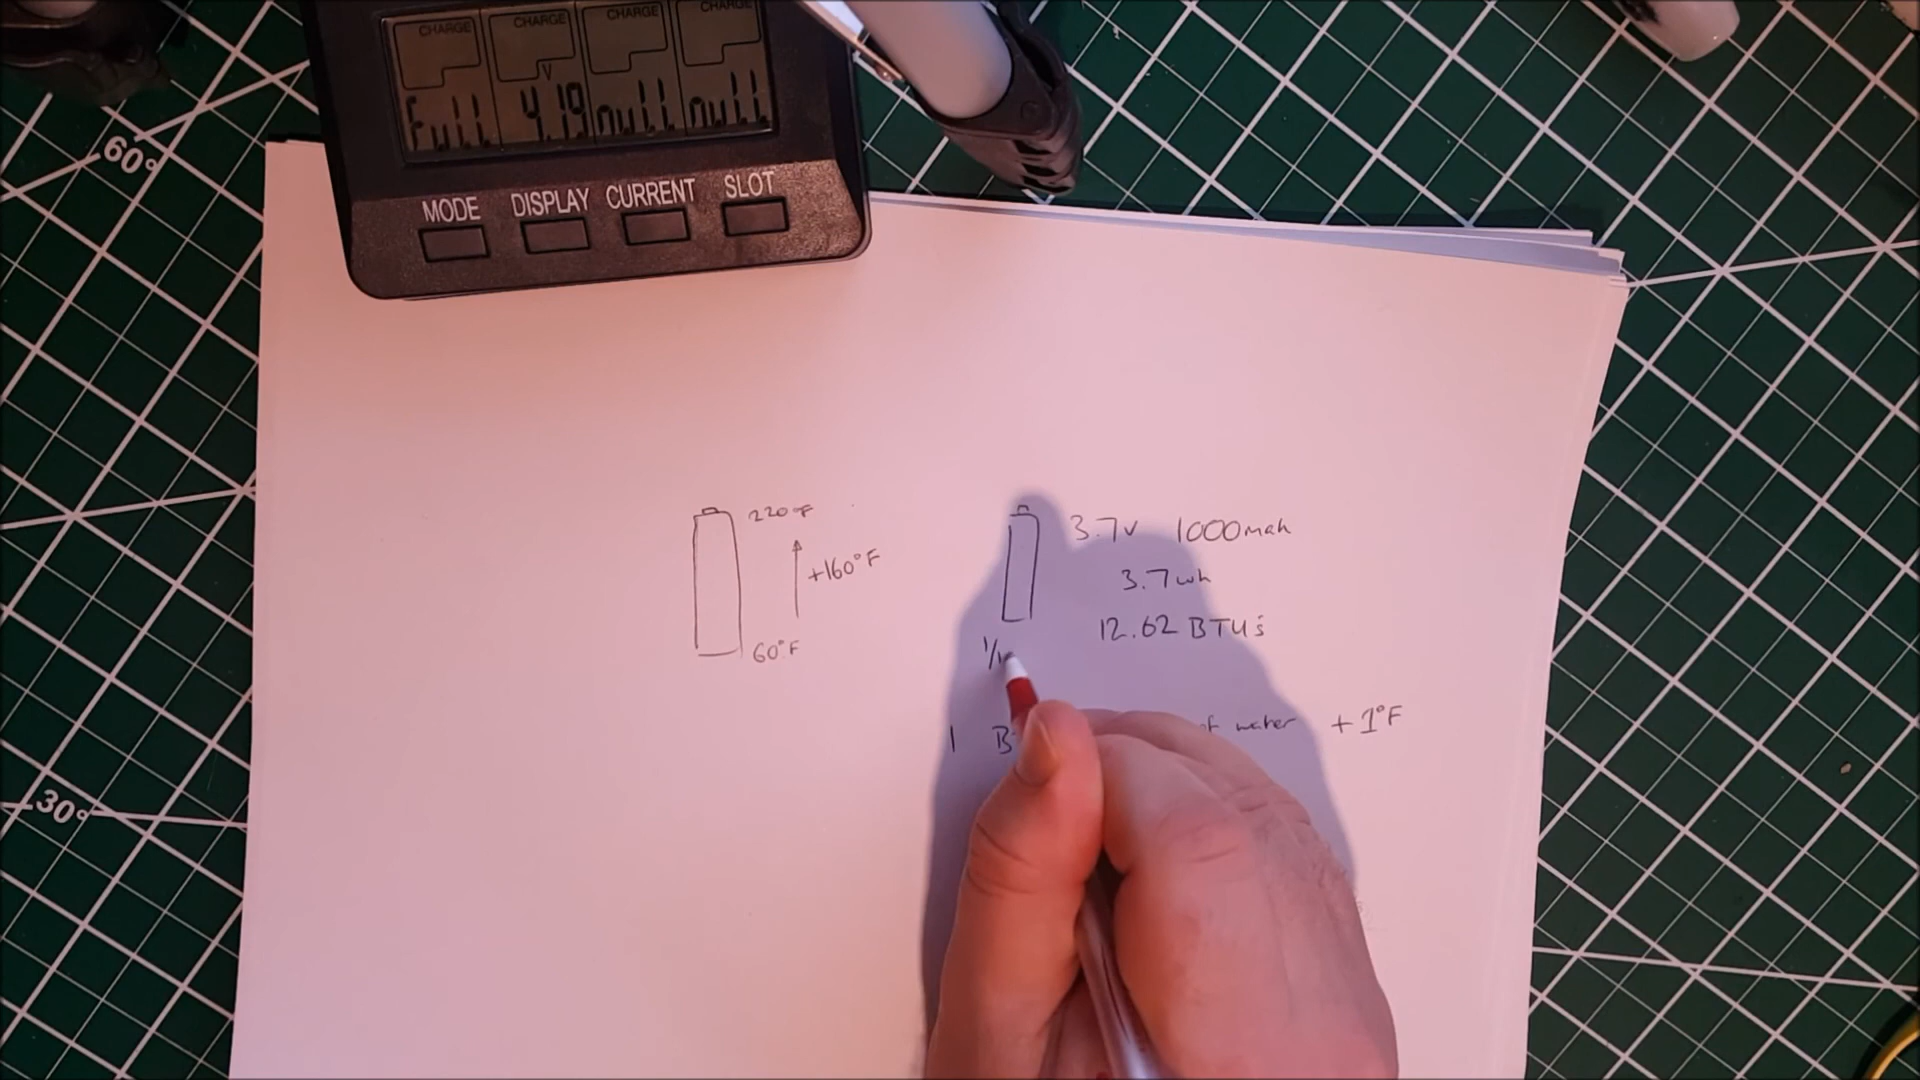 CHARGE CHARGE CHARGE CHARGE
V
Full 4.19 null null
MODE DISPLAY CURRENT SLOT
60°
30°
220°F
+160°F
60°F
3.7v 1000mah
3.7wh
12.62 BTUs
1 of water +1°F